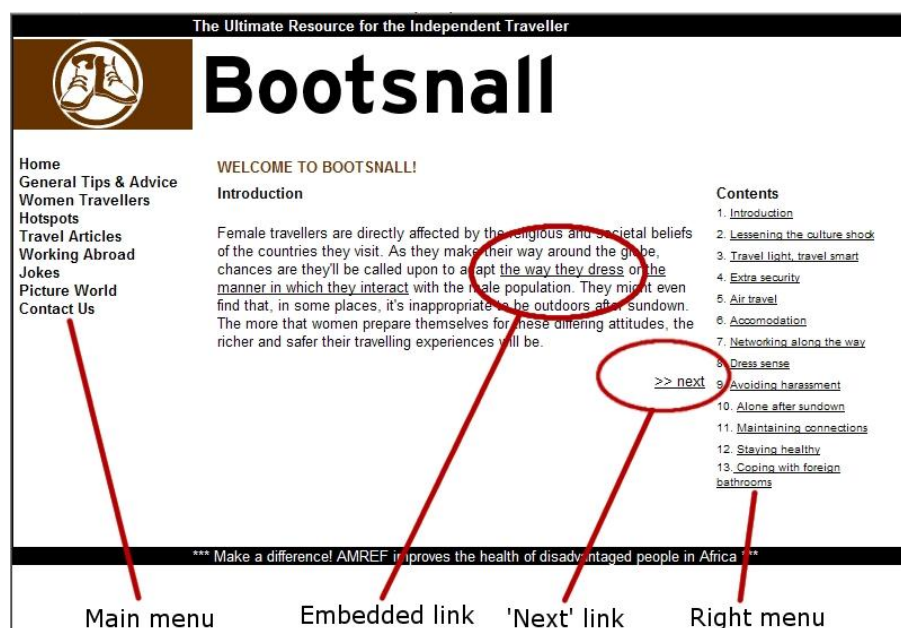 The Ultimate Resource for the Independent Traveller
Bootsnall
Home
General Tips & Advice
Women Travellers
Hotspots
Travel Articles
Working Abroad
Jokes
Picture World
Contact Us
WELCOME TO BOOTSNALL!
Introduction
Female travellers are directly affected by the religious and societal beliefs
of the countries they visit. As they make their way around the globe,
chances are they'll be called upon to adapt the way they dress or the
manner in which they interact with the male population. They might even
find that, in some places, it's inappropriate to be outdoors after sundown.
The more that women prepare themselves for these differing attitudes, the
richer and safer their travelling experiences will be.
>> next
Contents
1. Introduction
2. Lessening the culture shock
3. Travel light, travel smart
4. Extra security
5. Air travel
6. Accomodation
7. Networking along the way
8. Dress sense
9. Avoiding harassment
10. Alone after sundown
11. Maintaining connections
12. Staying healthy
13. Coping with foreign
bathrooms
*** Make a difference! AMREF improves the health of disadvantaged people in Africa ***
Main menu
Embedded link
'Next' link
Right menu